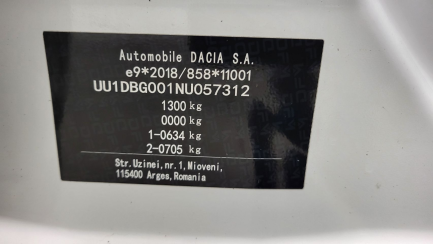 Automobile DACIA S.A.
e9*2018/858*11001
UU1DBG001NU057312
1300 kg
0000 kg
1-0634 kg
2-0705 kg
Str. Uzinei, nr. 1, Mioveni,
115400 Arges, Romania